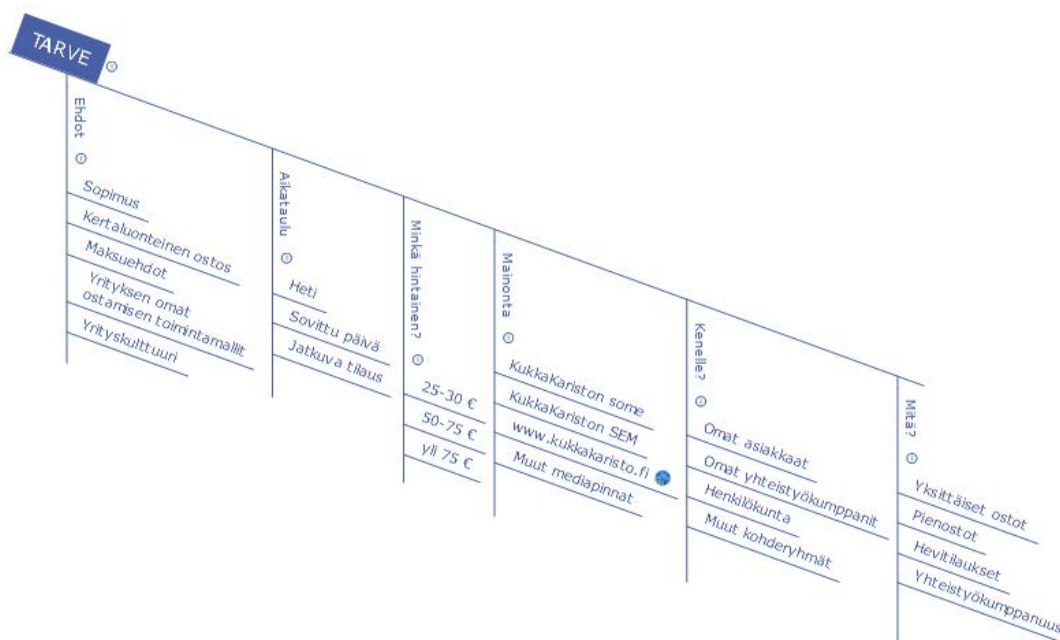 TARVE
Ehdot
Sopimus
Kertaluonteinen ostos
Maksuehdot
Yrityksen omat
ostamisen toimintamallit
Yrityskulttuuri
Aikataulu
Heti
Sovittu päivä
Jatkuva tilaus
Minkä hintainen?
25-30 €
50-75 €
yli 75 €
Mainonta
KukkaKariston some
KukkaKariston SEM
www.kukkakaristo.fi
Muut mediapinnat
Kenelle?
Omat asiakkaat
Omat yhteistyökumppanit
Henkilökunta
Muut kohderyhmät
Mitä?
Yksittäiset ostot
Pienostot
Hevitilaukset
Yhteistyökumppanuus